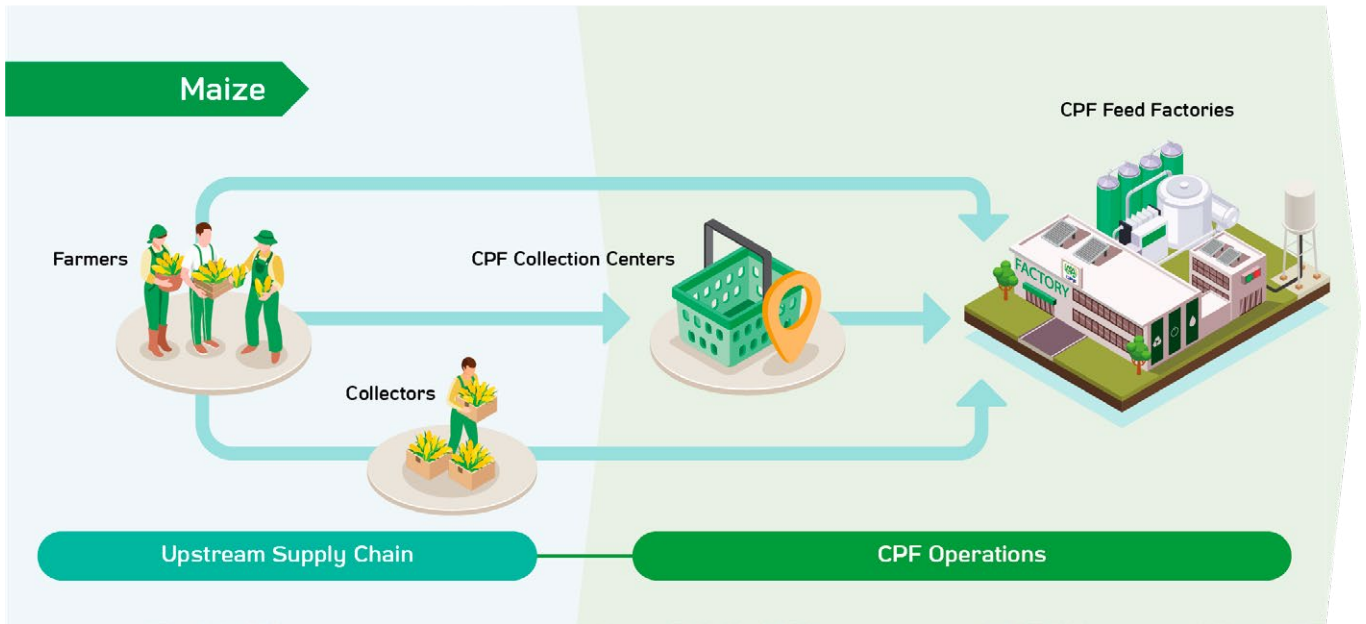 Maize
CPF Feed Factories
Farmers
CPF Collection Centers
FACTORY
Collectors
Upstream Supply Chain
CPF Operations